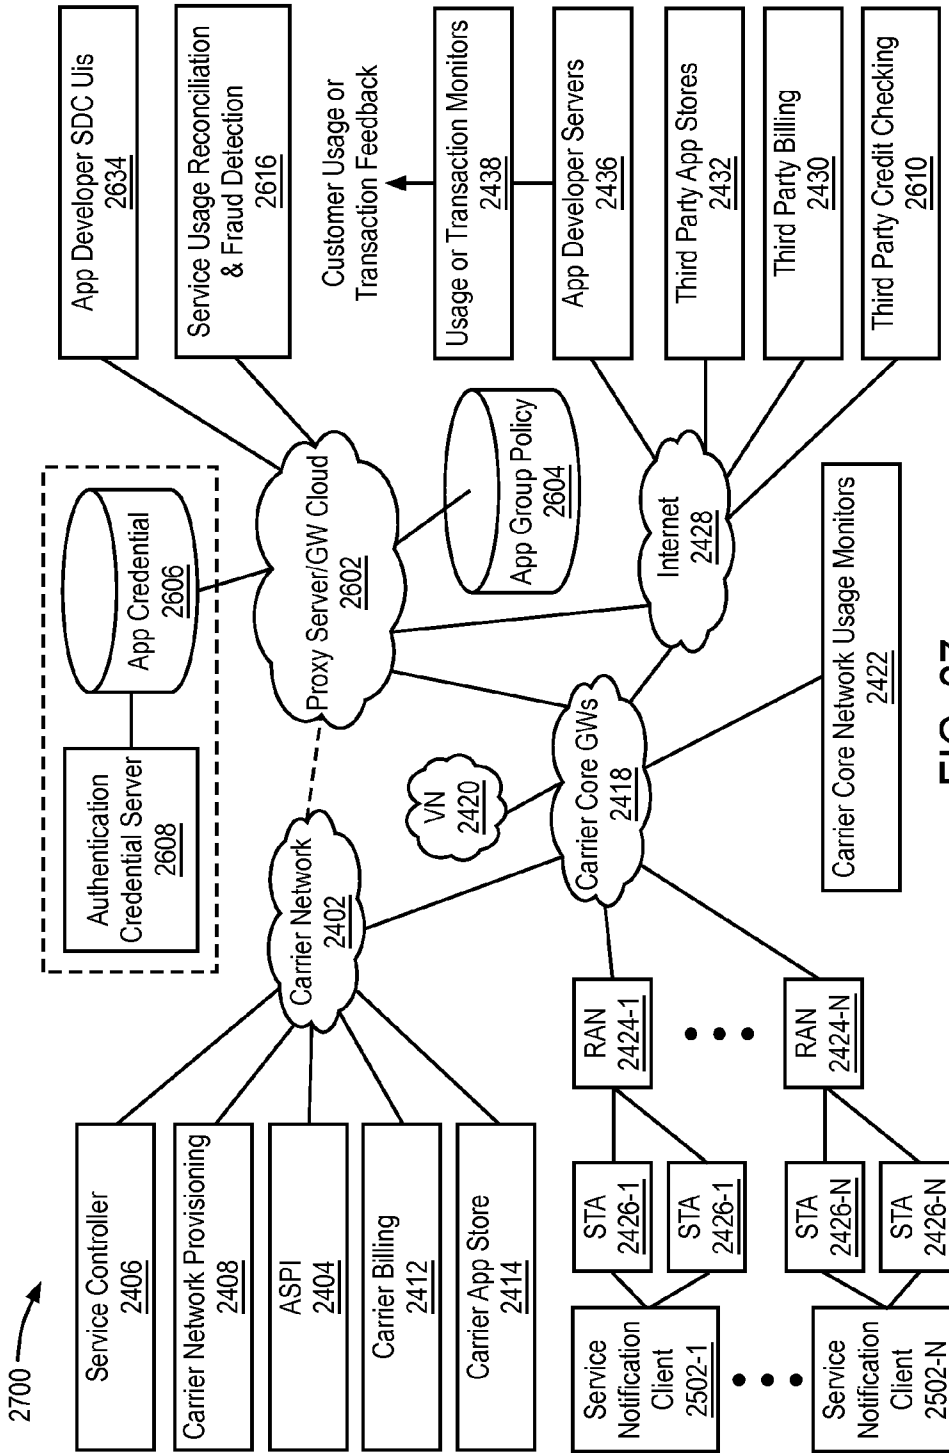 2700
Service Controller
2406
Carrier Network Provisioning
2408
ASPI
2404
Carrier Billing
2412
Carrier App Store
2414
Service
Notification
Client
2502-1
Service
Notification
Client
2502-N
STA
2426-1
STA
2426-1
STA
2426-N
STA
2426-N
RAN
2424-1
RAN
2424-N
Carrier Network
2402
VN
2420
Carrier Core GWs
2418
Carrier Core Network Usage Monitors
2422
Authentication
Credential Server
2608
App Credential
2606
Proxy Server/GW Cloud
2602
App Group Policy
2604
Internet
2428
App Developer SDC Uis
2634
Service Usage Reconciliation
& Fraud Detection
2616
Customer Usage or
Transaction Feedback
Usage or Transaction Monitors
2438
App Developer Servers
2436
Third Party App Stores
2432
Third Party Billing
2430
Third Party Credit Checking
2610
FIG. 27